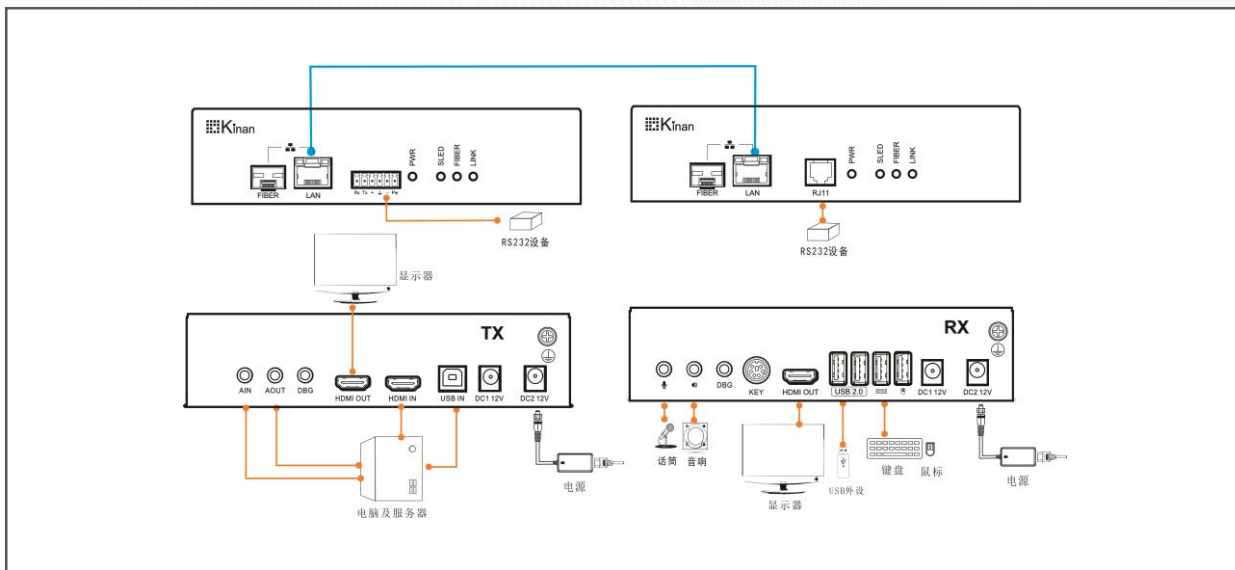 Kinan
FIBER LAN
Rx Tx + -
PWR SLED FIBER LINK
RS232设备
Kinan
FIBER LAN RJ11
PWR SLED FIBER LINK
RS232设备
显示器
TX
AIN AOUT DBG HDMI OUT HDMI IN USB IN DC1 12V DC2 12V
电脑及服务器
电源
RX
DBG KEY HDMI OUT USB 2.0 DC1 12V DC2 12V
话筒 音响
显示器
USB外设
键盘 鼠标
电源